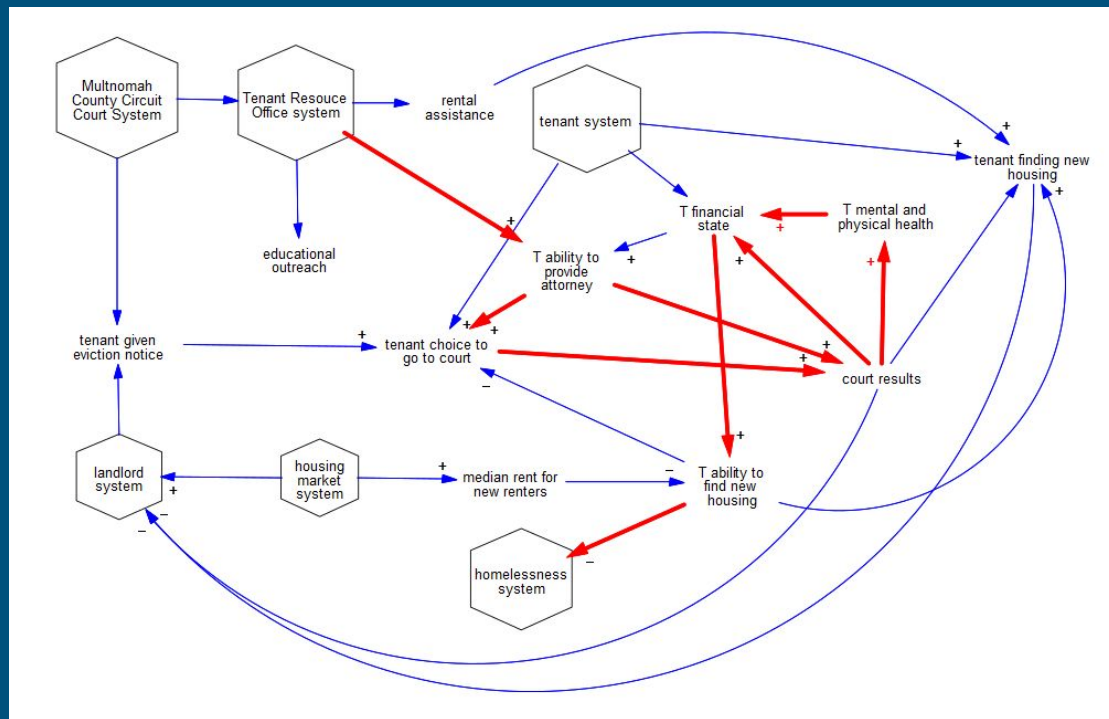 Multnomah
County Circuit
Court System
Tenant Resouce
Office system
rental
assistance
tenant system
+
+
tenant finding new
housing
+
T financial
state
+
T mental and
physical health
+
+
+
educational
outreach
+
T ability to
provide
attorney
+
tenant given
eviction notice
+
tenant choice to
go to court
+
+
−
+
+
court results
landlord
system
+
−
−
housing
market
system
+
median rent for
new renters
−
−
+
T ability to
find new
housing
homelessness
system
−